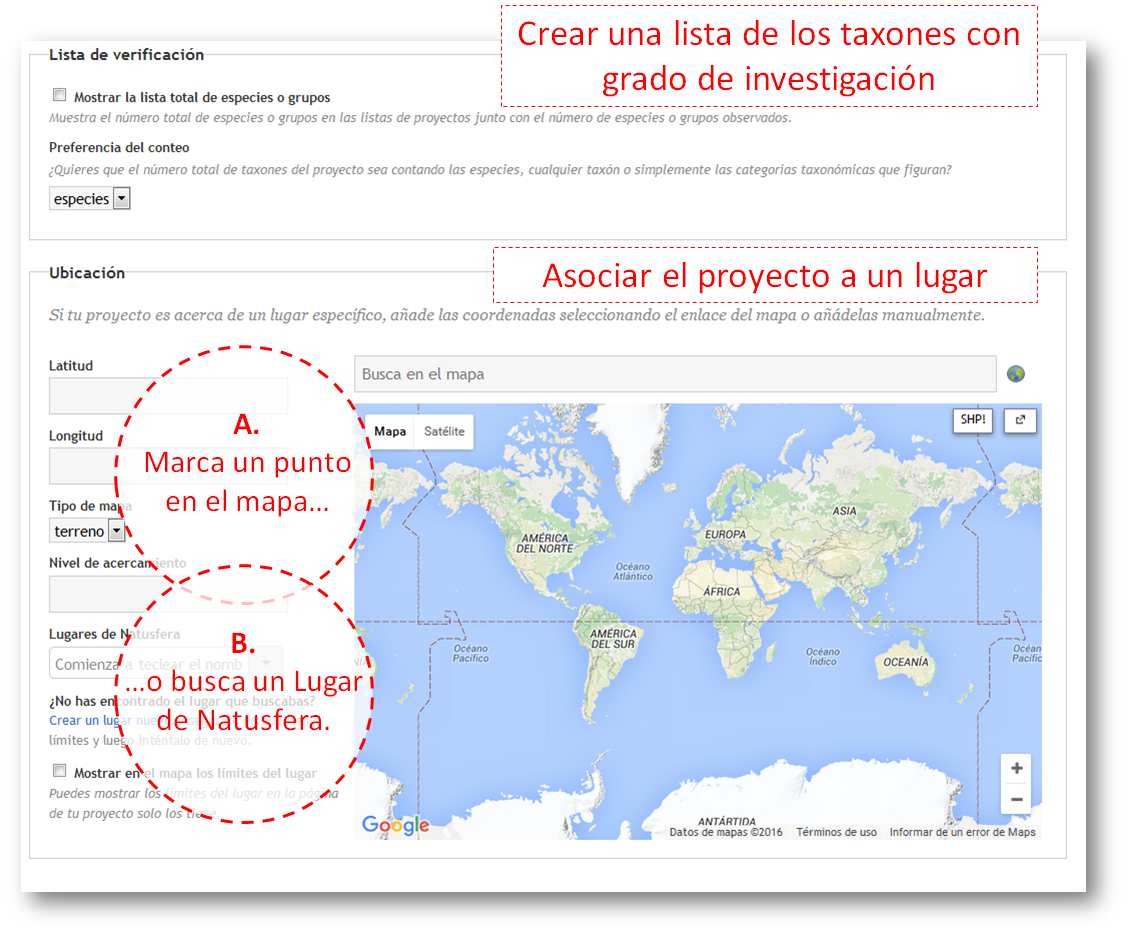 Crear una lista de los taxones con
grado de investigación
Lista de verificación
Mostrar la lista total de especies o grupos
Muestra el número total de especies o grupos en las listas de proyectos junto con el número de especies o grupos observados.
Preferencia del conteo
¿Quieres que el número total de taxones del proyecto sea contando las especies, cualquier taxón o simplemente las categorías taxonómicas que figuran?
especies
Asociar el proyecto a un lugar
Ubicación
Si tu proyecto es acerca de un lugar específico, añade las coordenadas seleccionando el enlace del mapa o añádelas manualmente.
Latitud
Longitud
Tipo de mapa
terreno
Nivel de acercamiento
Lugares de Natusfera
Comienza a teclear el nomb
¿No has encontrado el lugar que buscabas?
Crear un lugar nuevo
límites y luego inténtalo de nuevo.
Mostrar en el mapa los límites del lugar
Puedes mostrar los límites del lugar en la página
de tu proyecto solo los tiene.
A.
Marca un punto
en el mapa...
B.
...o busca un Lugar
de Natusfera.
Busca en el mapa
Mapa
Satélite
SHP!
AMÉRICA
DEL NORTE
EUROPA
ASIA
Océano
Atlántico
ÁFRICA
AMÉRICA
DEL SUR
Océano
Pacífico
Océano
Índico
OCEANÍA
Océan
Pacífic
ANTÁRTIDA
Google
Datos de mapas ©2016
Términos de uso
Informar de un error de Maps